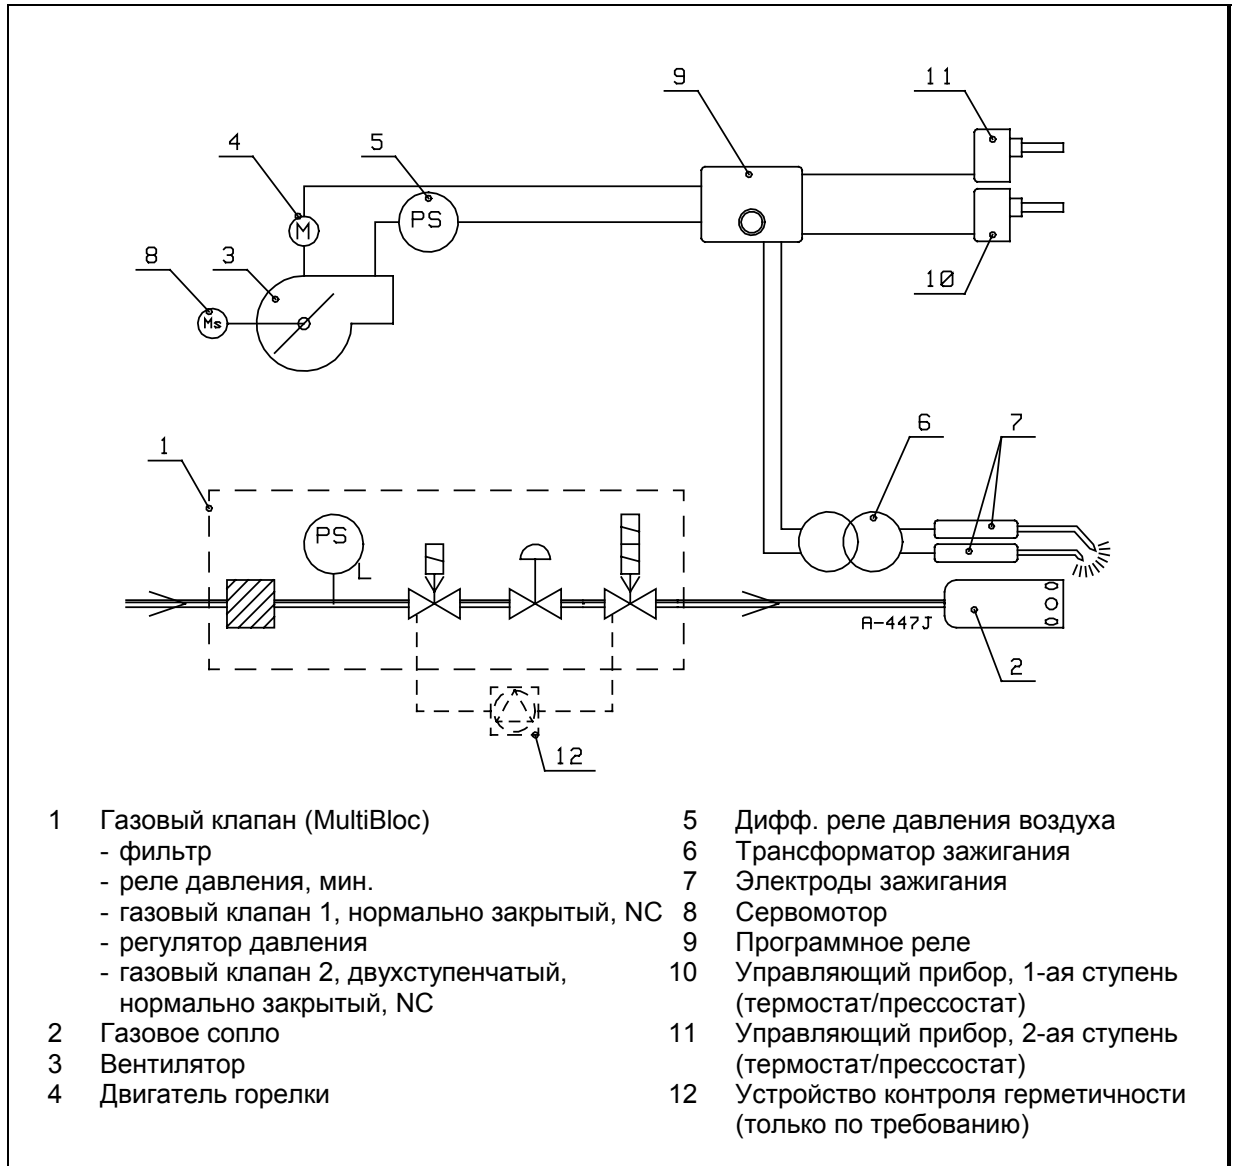 9
11
4
5
PS
M
8
3
Ms
10
6
7
1
PS
L
A-447J
2
12
1 Газовый клапан (MultiBloc)
- фильтр
- реле давления, мин.
- газовый клапан 1, нормально закрытый, NC
- регулятор давления
- газовый клапан 2, двухступенчатый,
нормально закрытый, NC
2 Газовое сопло
3 Вентилятор
4 Двигатель горелки
5 Дифф. реле давления воздуха
6 Трансформатор зажигания
7 Электроды зажигания
8 Сервомотор
9 Программное реле
10 Управляющий прибор, 1-ая ступень
(термостат/прессостат)
11 Управляющий прибор, 2-ая ступень
(термостат/прессостат)
12 Устройство контроля герметичности
(только по требованию)